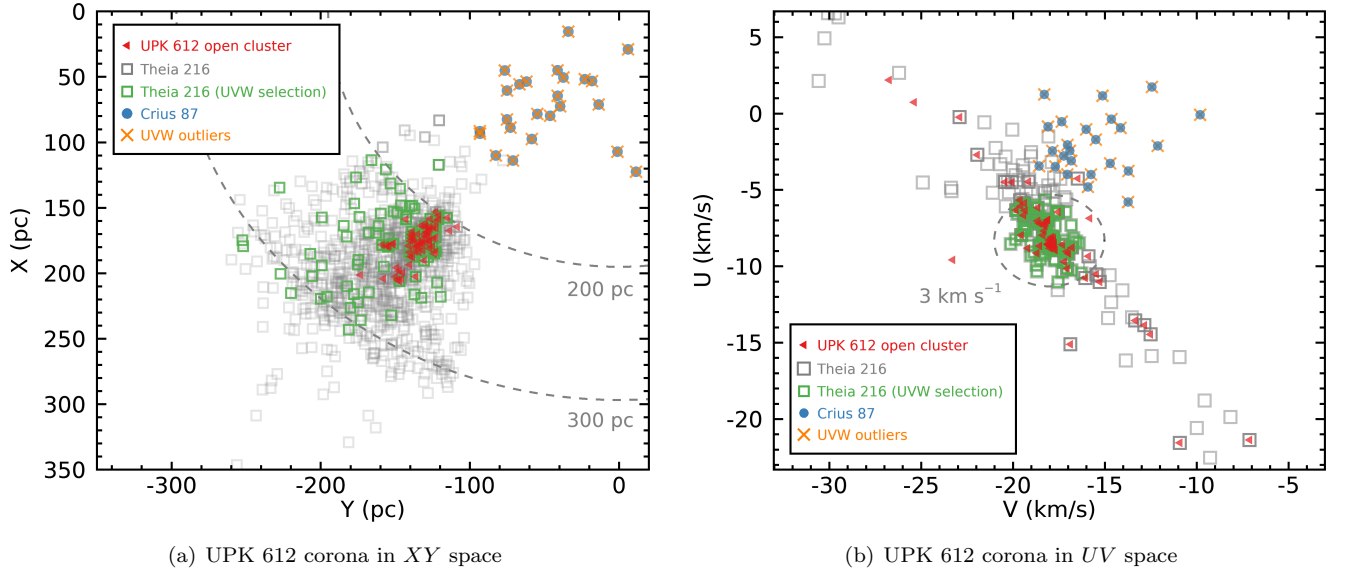 0
50
100
150
200
250
300
350
X (pc)
-300
-200
-100
0
Y (pc)
UPK 612 open cluster
Theia 216
Theia 216 (UVW selection)
Crius 87
UVW outliers
200 pc
300 pc
(a) UPK 612 corona in XY space
5
0
-5
-10
-15
-20
U (km/s)
-30
-25
-20
-15
-10
-5
V (km/s)
3 km s⁻¹
UPK 612 open cluster
Theia 216
Theia 216 (UVW selection)
Crius 87
UVW outliers
(b) UPK 612 corona in UV space